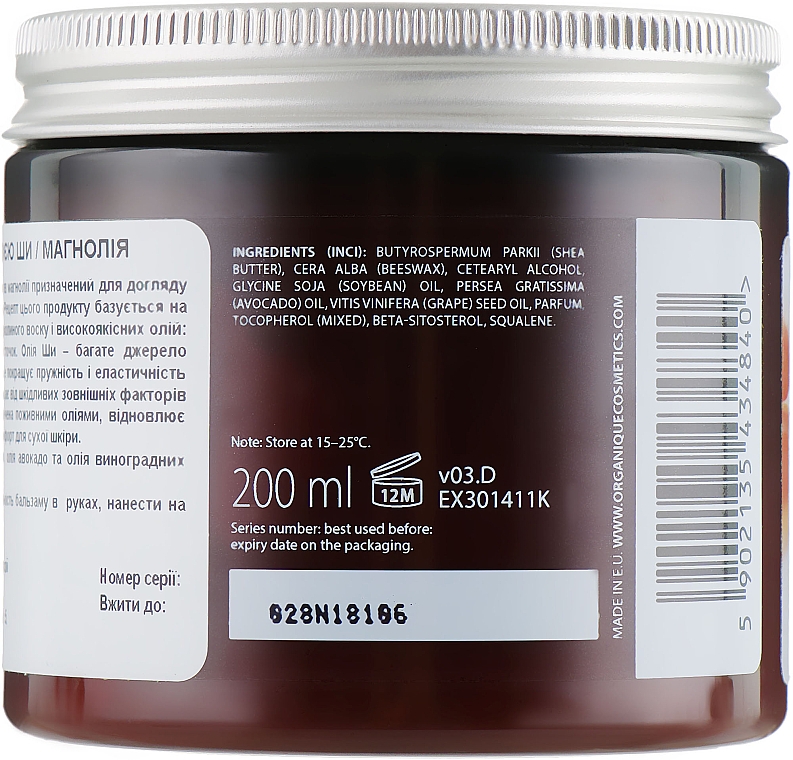 ЄЮ ШИ / МАГНОЛІЯ
магнолії призначений для догляду
Рецепт цього продукту базується на
воску і високоякісних олій:
Олія Ши – багате джерело
покращує пружність і еластичність
від шкідливих зовнішніх факторів
поживними оліями, відновлює
для сухої шкіри.
олія авокадо та олія виноградних
бальзаму в руках, нанести на
Номер серії:
Вжити до:
INGREDIENTS (INCI): BUTYROSPERMUM PARKII (SHEA
BUTTER), CERA ALBA (BEESWAX), CETEARYL ALCOHOL,
GLYCINE SOJA (SOYBEAN) OIL, PERSEA GRATISSIMA
(AVOCADO) OIL, VITIS VINIFERA (GRAPE) SEED OIL, PARFUM,
TOCOPHEROL (MIXED), BETA-SITOSTEROL, SQUALENE.
Note: Store at 15–25°C.
200 ml
12M
v03.D
EX301411K
Series number: best used before:
expiry date on the packaging.
028N18106
MADE IN E.U. WWW.ORGANIQUECOSMETICS.COM
5 902135 434840 >